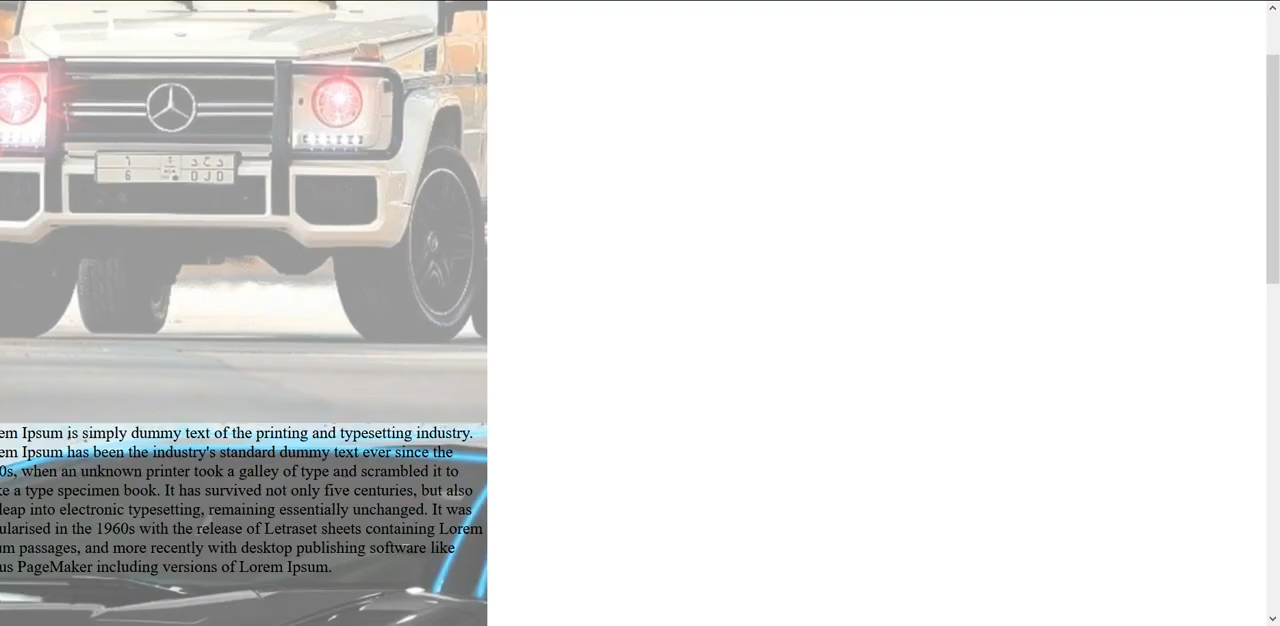 ١ د ح د
6 D J D
em Ipsum is simply dummy text of the printing and typesetting industry.
em Ipsum has been the industry's standard dummy text ever since the
0s, when an unknown printer took a galley of type and scrambled it to
e a type specimen book. It has survived not only five centuries, but also
leap into electronic typesetting, remaining essentially unchanged. It was
ularised in the 1960s with the release of Letraset sheets containing Lorem
um passages, and more recently with desktop publishing software like
us PageMaker including versions of Lorem Ipsum.